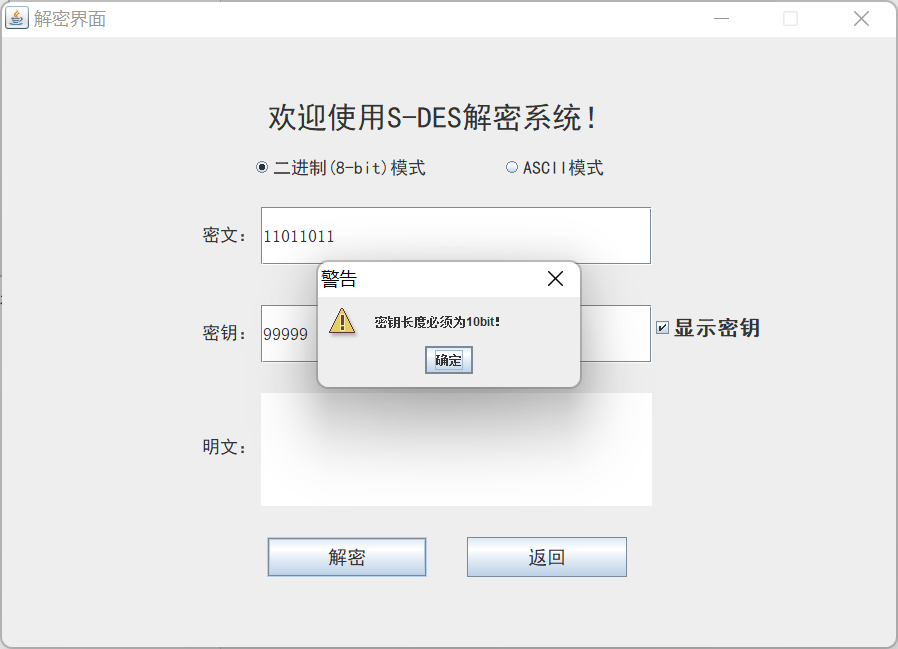 解密界面
欢迎使用S-DES解密系统！
二进制(8-bit)模式 ASCII模式
密文： 11011011
警告
密钥长度必须为10bit!
密钥： 99999 显示密钥
确定
明文：
解密 返回